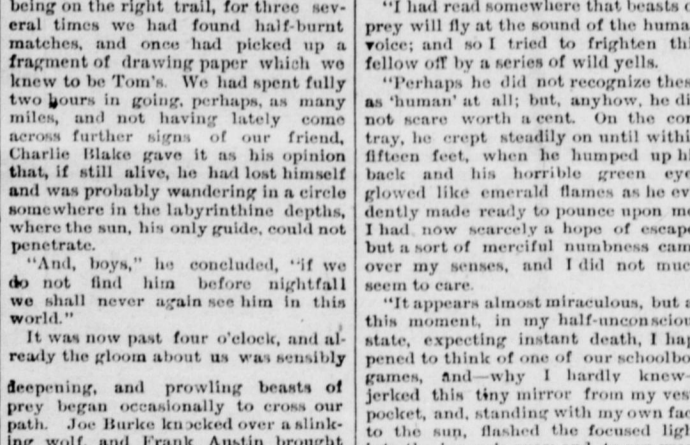 being on the right trail, for three sev-
eral times we had found half-burnt
matches, and once had picked up a
fragment of drawing paper which we
knew to be Tom's. We had spent fully
two hours in going, perhaps, as many
miles, and not having lately come
across further signs of our friend,
Charlie Blake gave it as his opinion
that, if still alive, he had lost himself
and was probably wandering in a circle
somewhere in the labyrinthine depths,
where the sun, his only guide, could not
penetrate.
"And, boys," he concluded, "if we
do not find him before nightfall
we shall never again see him in this
world."
It was now past four o'clock, and al-
ready the gloom about us was sensibly
deepening, and prowling beasts of
prey began occasionally to cross our
path. Joe Burke knocked over a slink-
ing wolf, and Frank Austin brought
"I had read somewhere that beasts
prey will fly at the sound of the huma
voice; and so I tried to frighten thi
fellow off by a series of wild yells.
"Perhaps he did not recognize thes
as 'human' at all; but, anyhow, he di
not scare worth a cent. On the con
tray, he crept steadily on until withi
fifteen feet, when he humped up hi
back and his horrible green eye
glowed like emerald flames as he ev
dently made ready to pounce upon me
I had now scarcely a hope of escape
but a sort of merciful numbness cam
over my senses, and I did not muc
seem to care.
"It appears almost miraculous, but a
this moment, in my half-unconsciou
state, expecting instant death, I hap
pened to think of one of our schoolbo
games, and—why I hardly knew—
jerked this tiny mirror from my ves
pocket, and, standing with my own fac
to the sun, flashed the focused ligh